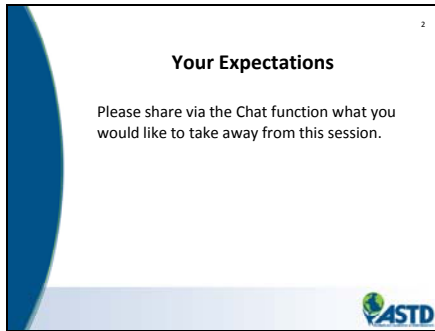 2
Your Expectations
Please share via the Chat function what you
would like to take away from this session.
ASTD